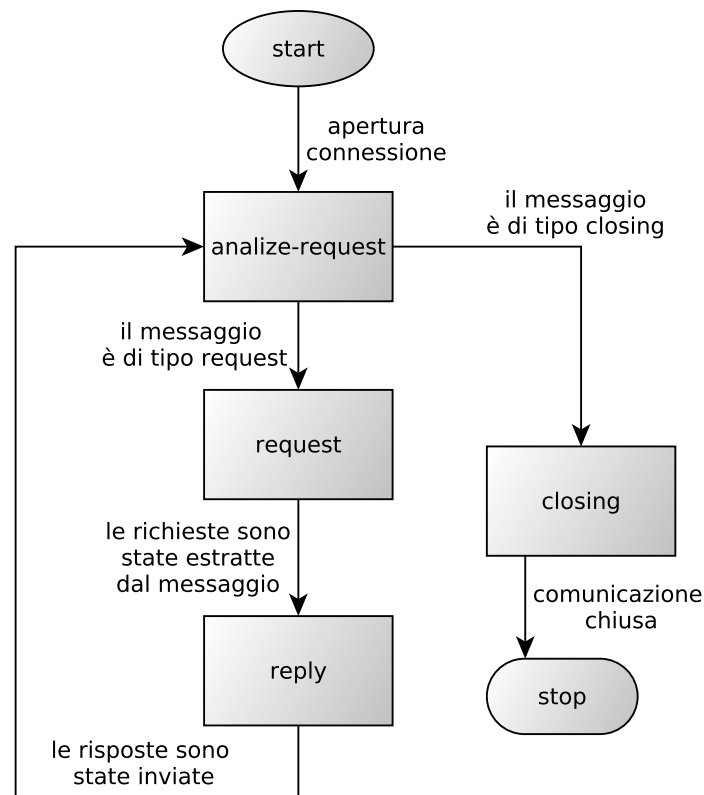 start
apertura
connessione
il messaggio
è di tipo closing
analize-request
il messaggio
è di tipo request
request
closing
le richieste sono
state estratte
dal messaggio
comunicazione
chiusa
reply
stop
le risposte sono
state inviate